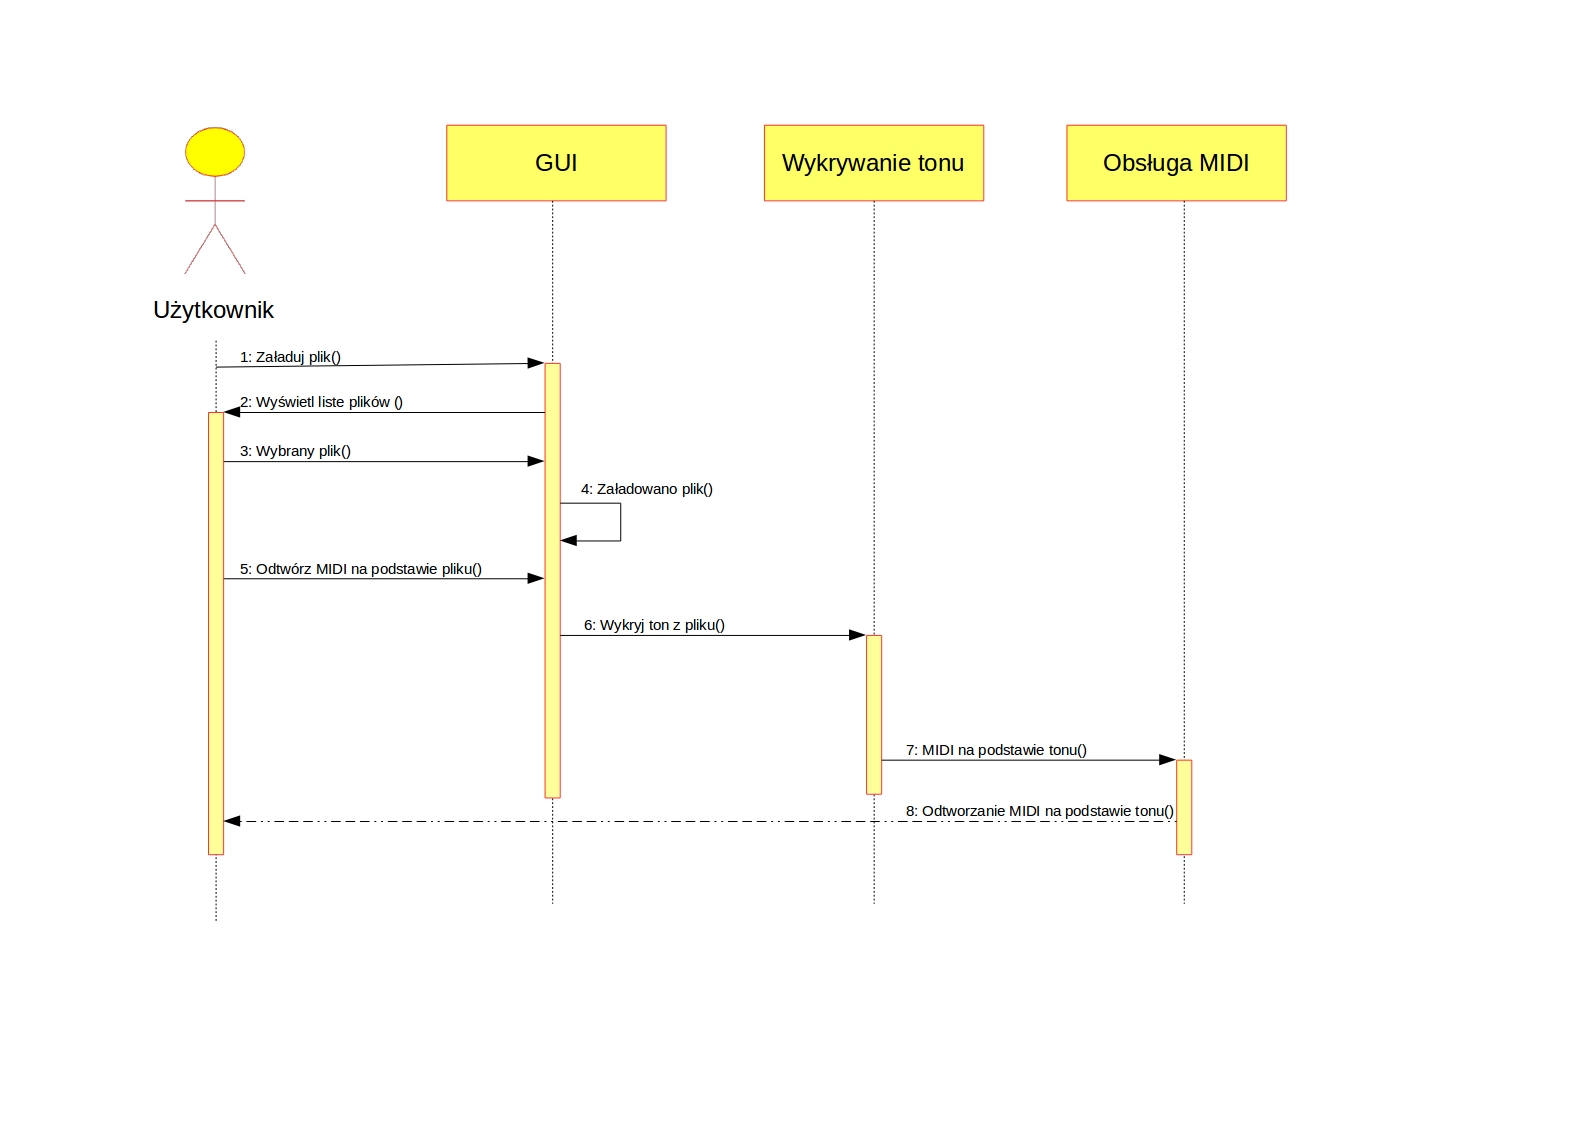 GUI
Wykrywanie tonu
Obsługa MIDI
Użytkownik
1: Załaduj plik()
2: Wyświetl liste plików ()
3: Wybrany plik()
4: Załadowano plik()
5: Odtwórz MIDI na podstawie pliku()
6: Wykryj ton z pliku()
7: MIDI na podstawie tonu()
8: Odtworzanie MIDI na podstawie tonu()